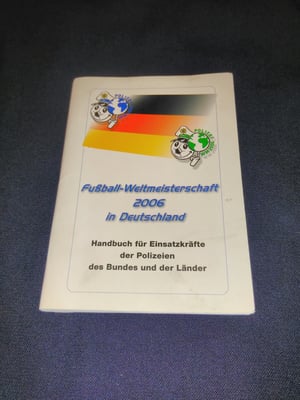 Fußball-Weltmeisterschaft
2006
in Deutschland
Handbuch für Einsatzkräfte
der Polizeien
des Bundes und der Länder